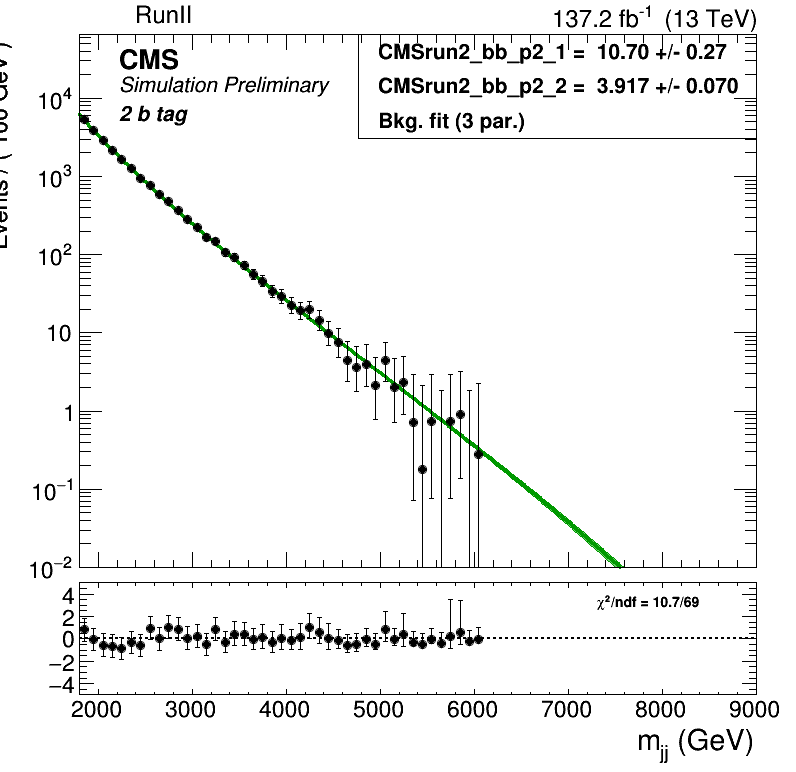 RunII
137.2 fb⁻¹ (13 TeV)
CMS
Simulation Preliminary
2 b tag
CMSrun2_bb_p2_1 = 10.70 +/- 0.27
CMSrun2_bb_p2_2 = 3.917 +/- 0.070
Bkg. fit (3 par.)
10⁴
10³
10²
10
1
10⁻¹
10⁻²
χ²/ndf = 10.7/69
4
2
0
−2
−4
2000 3000 4000 5000 6000 7000 8000 9000
m_jj (GeV)